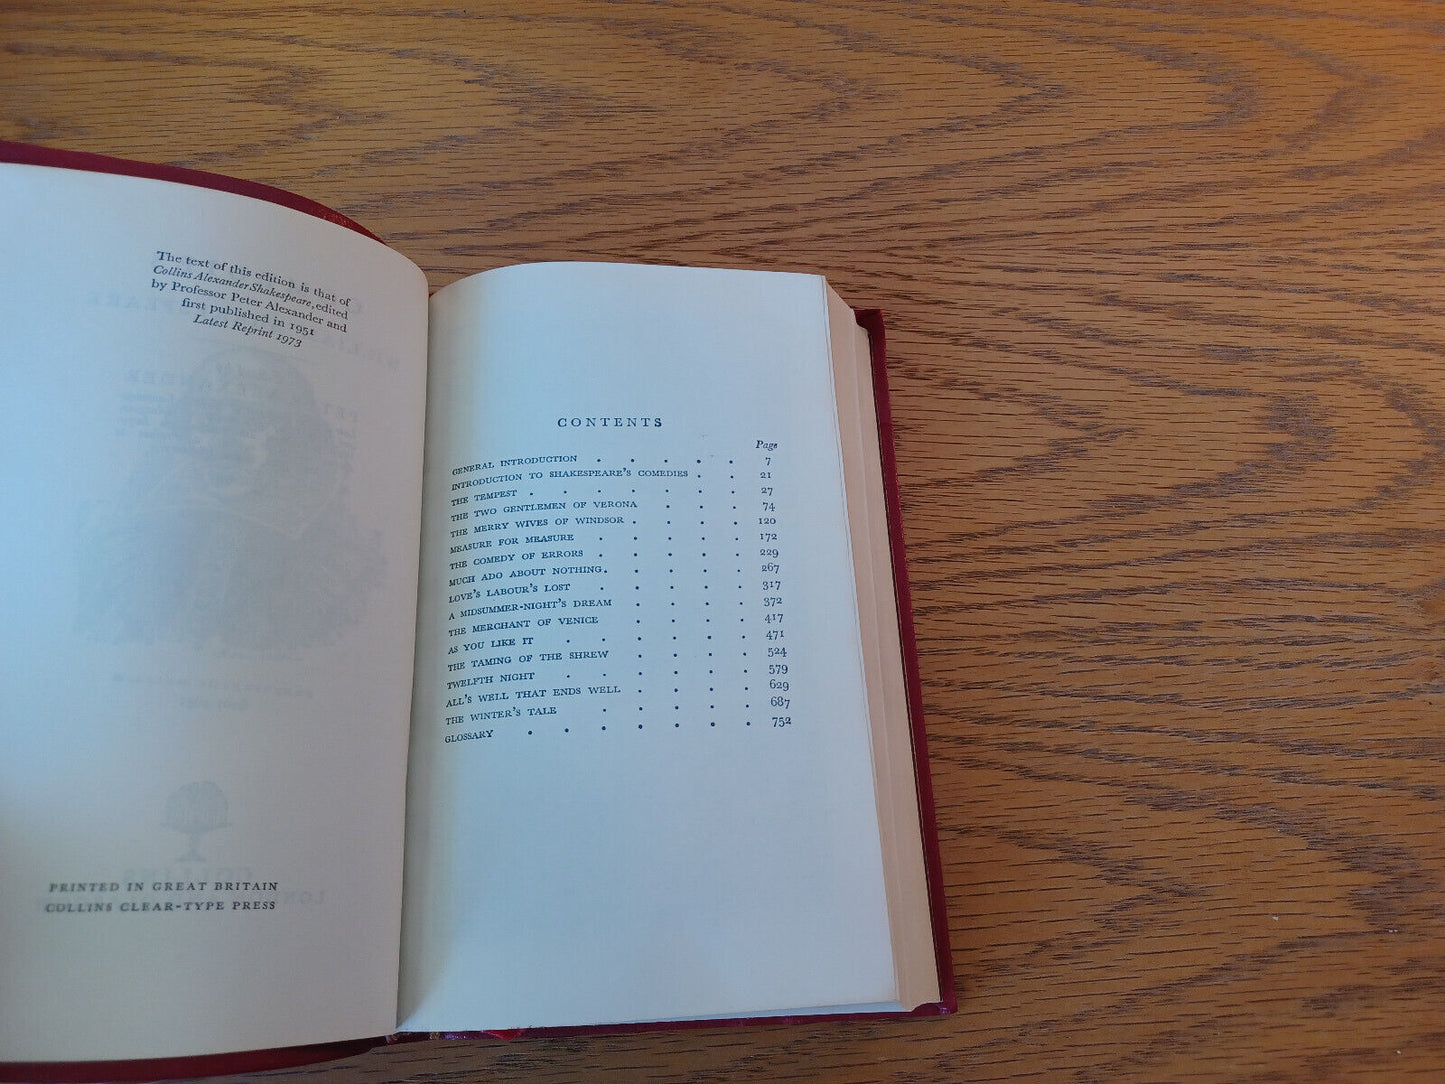 The text of this edition is that of
Collins Alexander Shakespeare, edited
by Professor Peter Alexander and
first published in 1951
Latest Reprint 1973
PRINTED IN GREAT BRITAIN
COLLINS CLEAR-TYPE PRESS
CONTENTS
Page
GENERAL INTRODUCTION . . . . . 7
INTRODUCTION TO SHAKESPEARE'S COMEDIES . . 21
THE TEMPEST . . . . . . . 27
THE TWO GENTLEMEN OF VERONA . . . 74
THE MERRY WIVES OF WINDSOR . . . . 120
MEASURE FOR MEASURE . . . . . 172
THE COMEDY OF ERRORS . . . . . 229
MUCH ADO ABOUT NOTHING . . . . . 267
LOVE'S LABOUR'S LOST . . . . . 317
A MIDSUMMER-NIGHT'S DREAM . . . . 372
THE MERCHANT OF VENICE . . . . 417
AS YOU LIKE IT . . . . . . 471
THE TAMING OF THE SHREW . . . . 524
TWELFTH NIGHT . . . . . . 579
ALL'S WELL THAT ENDS WELL . . . . 629
THE WINTER'S TALE . . . . . 687
GLOSSARY . . . . . . . 752